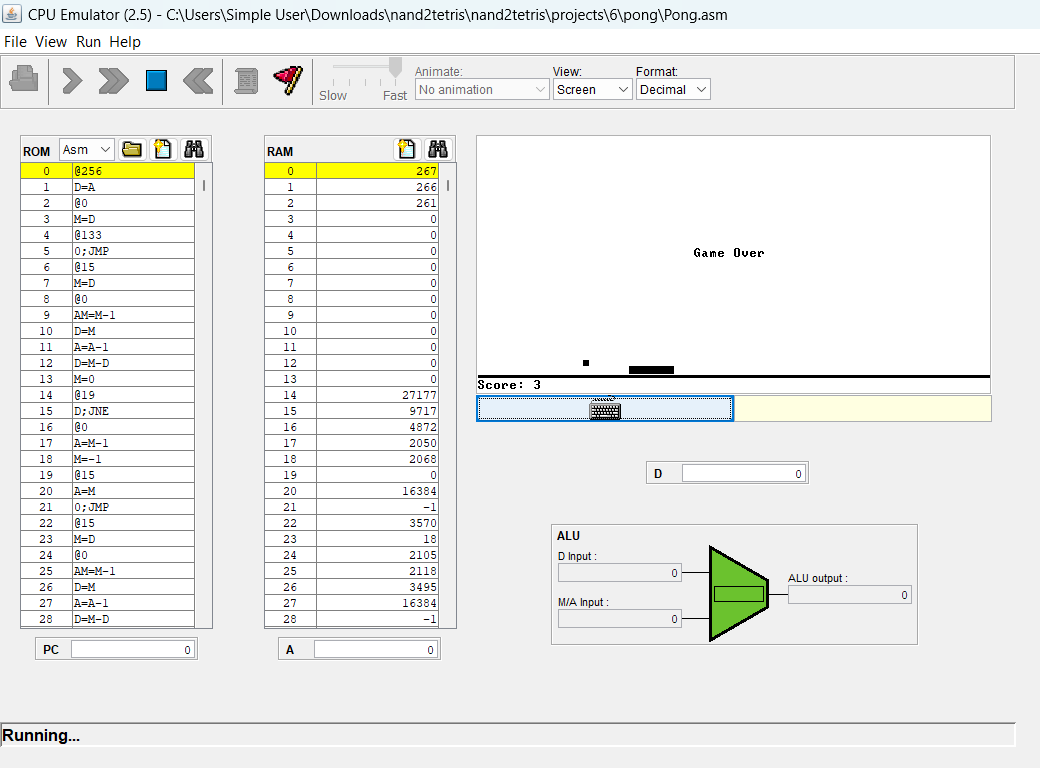 CPU Emulator (2.5) - C:\Users\Simple User\Downloads\nand2tetris\nand2tetris\projects\6\pong\Pong.asm
File View Run Help
Slow Fast
Animate:
No animation
View:
Screen
Format:
Decimal
ROM Asm
0 @256
1 D=A
2 @0
3 M=D
4 @133
5 0;JMP
6 @15
7 M=D
8 @0
9 AM=M-1
10 D=M
11 A=A-1
12 D=M-D
13 M=0
14 @19
15 D;JNE
16 @0
17 A=M-1
18 M=-1
19 @15
20 A=M
21 0;JMP
22 @15
23 M=D
24 @0
25 AM=M-1
26 D=M
27 A=A-1
28 D=M-D
PC 0
RAM
0 267
1 266
2 261
3 0
4 0
5 0
6 0
7 0
8 0
9 0
10 0
11 0
12 0
13 0
14 27177
15 9717
16 4872
17 2050
18 2068
19 0
20 16384
21 -1
22 3570
23 18
24 2105
25 2118
26 3495
27 16384
28 -1
A 0
Game Over
Score: 3
D 0
ALU
D Input :
0
M/A Input :
0
ALU output :
0
Running...